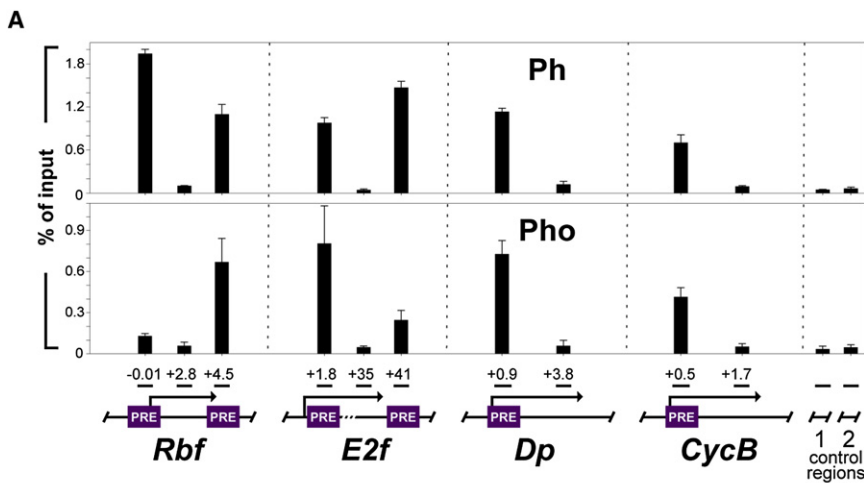 A
Ph
1.8
1.2
0.6
0
% of input
Pho
0.9
0.6
0.3
0
-0.01 +2.8 +4.5 +1.8 +35 +41 +0.9 +3.8 +0.5 +1.7
PRE PRE PRE PRE PRE PRE
Rbf E2f Dp CycB
1 2
control
regions